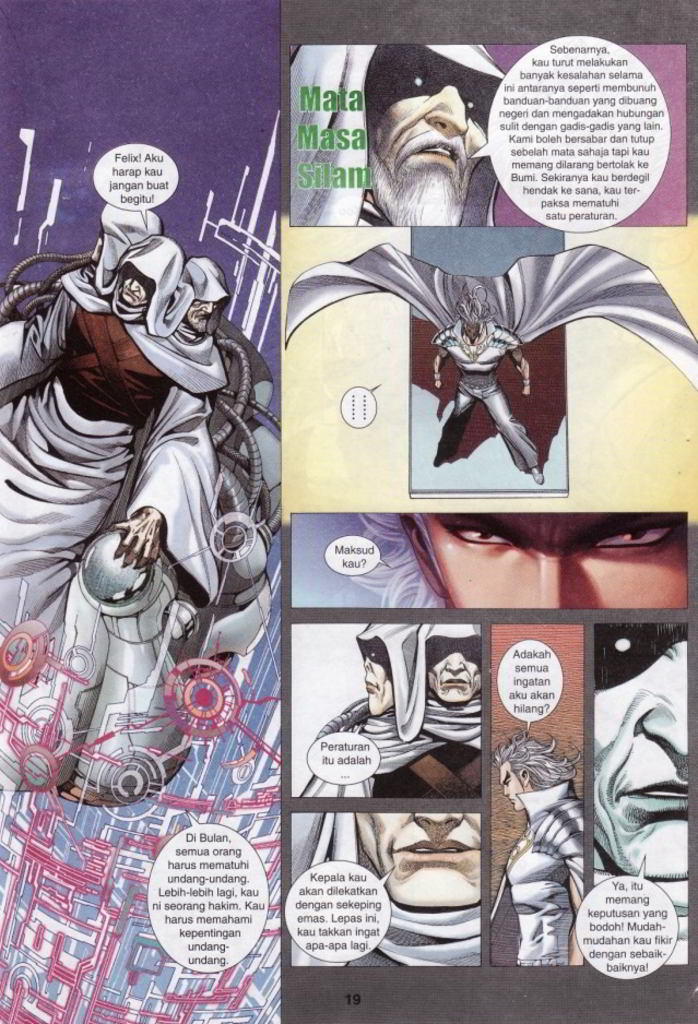 Felix! Aku
harap kau
jangan buat
begitu!
Di Bulan,
semua orang
harus mematuhi
undang-undang.
Lebih-lebih lagi, kau
ni seorang hakim. Kau
harus memahami
kepentingan
undang-
undang.
Mata
Masa
Silam
Sebenarnya,
kau turut melakukan
banyak kesalahan selama
ini antaranya seperti membunuh
banduan-banduan yang dibuang
negeri dan mengadakan hubungan
sulit dengan gadis-gadis yang lain.
Kami boleh bersabar dan tutup
sebelah mata sahaja tapi kau
memang dilarang bertolak ke
Bumi. Sekiranya kau berdegil
hendak ke sana, kau ter-
paksa mematuhi
satu peraturan.
Maksud
kau?
Peraturan
itu adalah
...
Kepala kau
akan dilekatkan
dengan sekeping
emas. Lepas ini,
kau takkan ingat
apa-apa lagi.
Adakah
semua
ingatan
aku akan
hilang?
Ya, itu
memang
keputusan yang
bodoh! Mudah-
mudahan kau fikir
dengan sebaik-
baiknya!
19